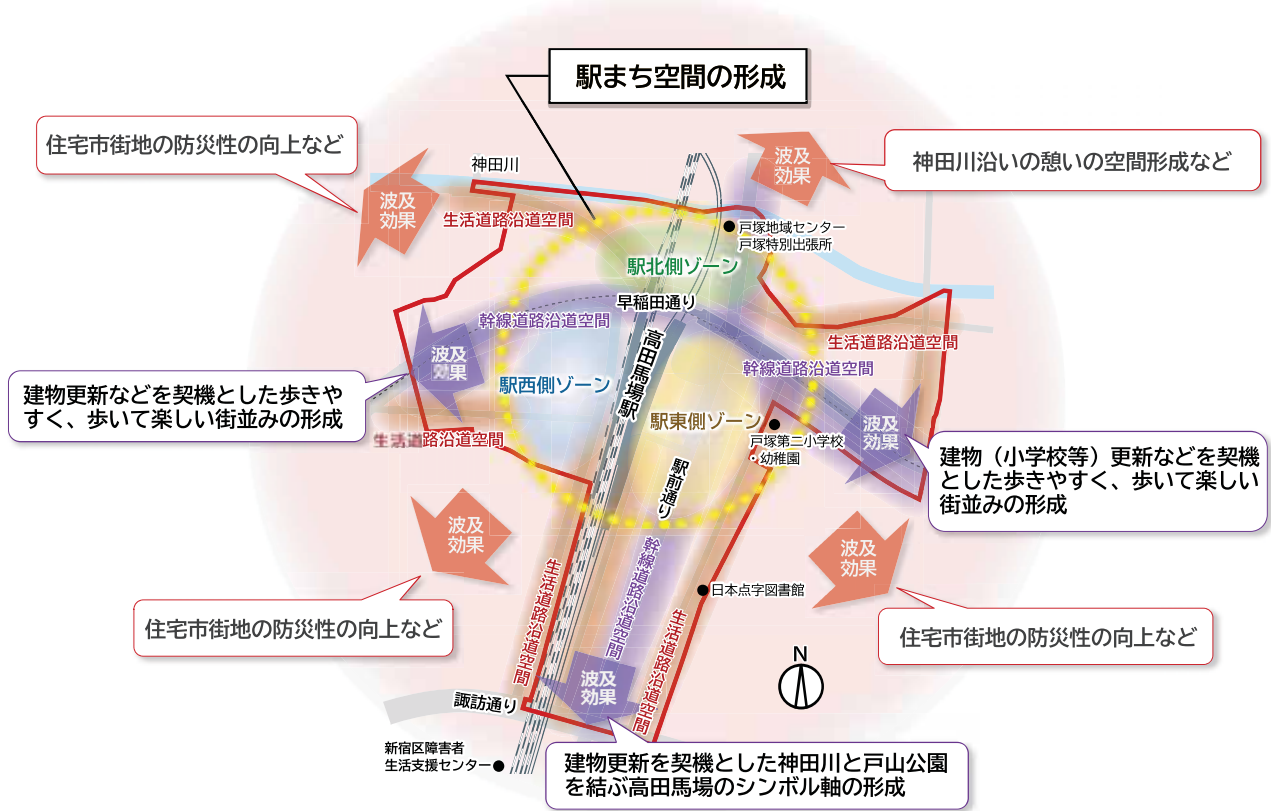 駅まち空間の形成
住宅市街地の防災性の向上など
波及
効果
神田川沿いの憩いの空間形成など
神田川
波及
効果
生活道路沿道空間
戸塚地域センター
戸塚特別出張所
駅北側ゾーン
早稲田通り
幹線道路沿道空間
高田馬場駅
生活道路沿道空間
波及
効果
幹線道路沿道空間
建物更新などを契機とした歩きや
すく、歩いて楽しい街並みの形成
駅西側ゾーン
駅東側ゾーン
生活道路沿道空間
戸塚第二小学校
・幼稚園
波及
効果
建物（小学校等）更新などを契機
とした歩きやすく、歩いて楽しい
街並みの形成
駅前通り
波及
効果
波及
効果
幹線道路沿道空間
生活道路沿道空間
日本点字図書館
生活道路沿道空間
住宅市街地の防災性の向上など
住宅市街地の防災性の向上など
N
波及
効果
諏訪通り
新宿区障害者
生活支援センター
建物更新を契機とした神田川と戸山公園
を結ぶ高田馬場のシンボル軸の形成